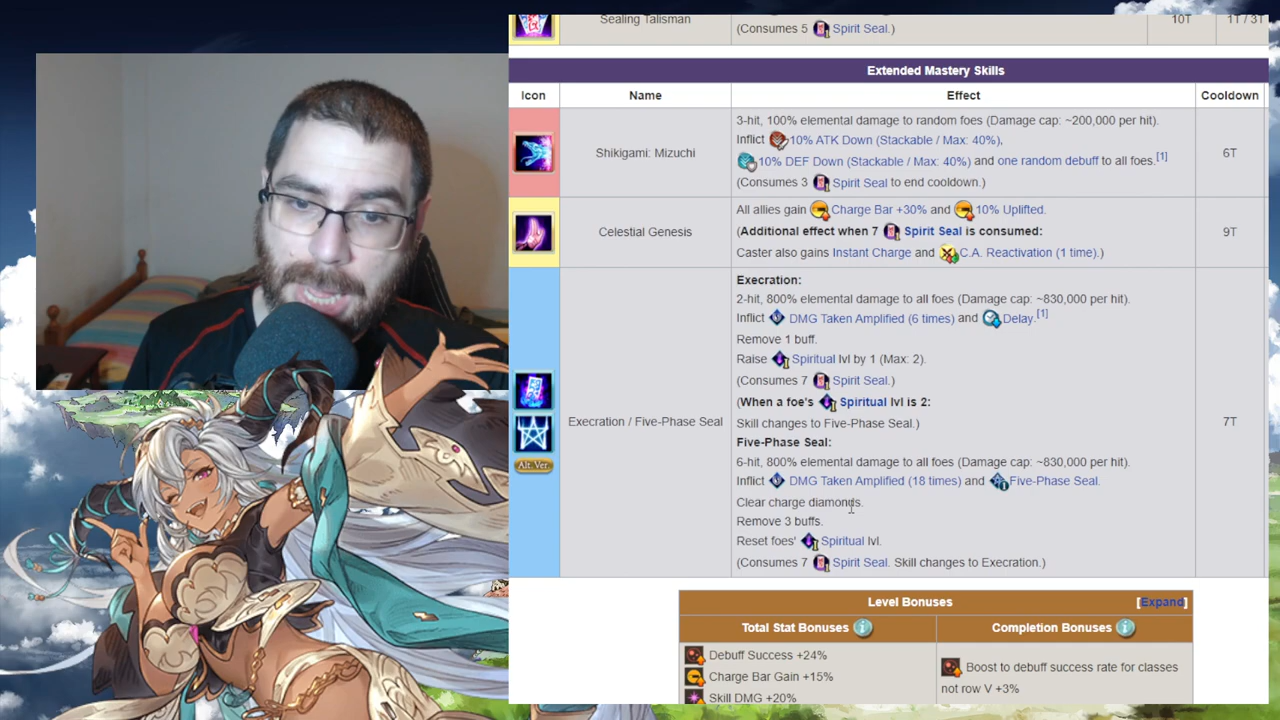 Sealing Talisman
(Consumes 5 Spirit Seal.)
10T
1T / 3T
Extended Mastery Skills
Icon Name Effect Cooldown
Shikigami: Mizuchi
3-hit, 100% elemental damage to random foes (Damage cap: ~200,000 per hit).
Inflict 10% ATK Down (Stackable / Max: 40%),
10% DEF Down (Stackable / Max: 40%) and one random debuff to all foes.[1]
(Consumes 3 Spirit Seal to end cooldown.)
6T
Celestial Genesis
All allies gain Charge Bar +30% and 10% Uplifted.
(Additional effect when 7 Spirit Seal is consumed:
Caster also gains Instant Charge and C.A. Reactivation (1 time).)
9T
Alt. Ver.
Execration / Five-Phase Seal
Execration:
2-hit, 800% elemental damage to all foes (Damage cap: ~830,000 per hit).
Inflict DMG Taken Amplified (6 times) and Delay.[1]
Remove 1 buff.
Raise Spiritual lvl by 1 (Max: 2).
(Consumes 7 Spirit Seal.)
(When a foe's Spiritual lvl is 2:
Skill changes to Five-Phase Seal.)
Five-Phase Seal:
6-hit, 800% elemental damage to all foes (Damage cap: ~830,000 per hit).
Inflict DMG Taken Amplified (18 times) and Five-Phase Seal.
Clear charge diamonds.
Remove 3 buffs.
Reset foes' Spiritual lvl.
(Consumes 7 Spirit Seal. Skill changes to Execration.)
7T
Level Bonuses
[Expand]
Total Stat Bonuses
Completion Bonuses
Debuff Success +24%
Charge Bar Gain +15%
Skill DMG +20%
Boost to debuff success rate for classes
not row V +3%